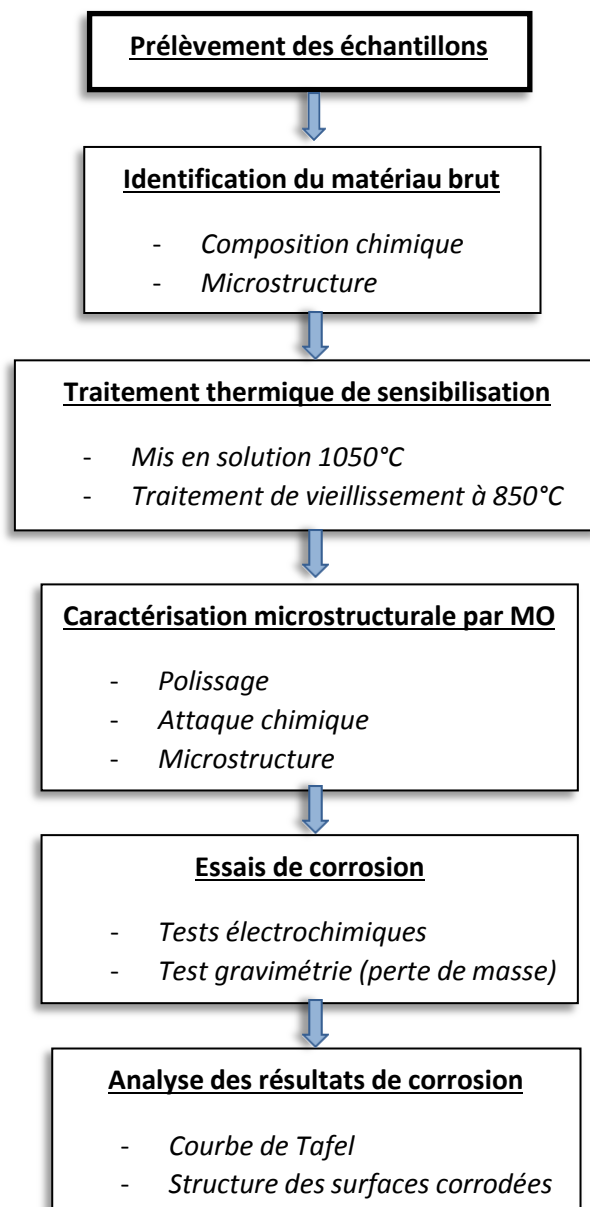 Prélèvement des échantillons
Identification du matériau brut
- Composition chimique
- Microstructure
Traitement thermique de sensibilisation
- Mis en solution 1050°C
- Traitement de vieillissement à 850°C
Caractérisation microstructurale par MO
- Polissage
- Attaque chimique
- Microstructure
Essais de corrosion
- Tests électrochimiques
- Test gravimétrie (perte de masse)
Analyse des résultats de corrosion
- Courbe de Tafel
- Structure des surfaces corrodées